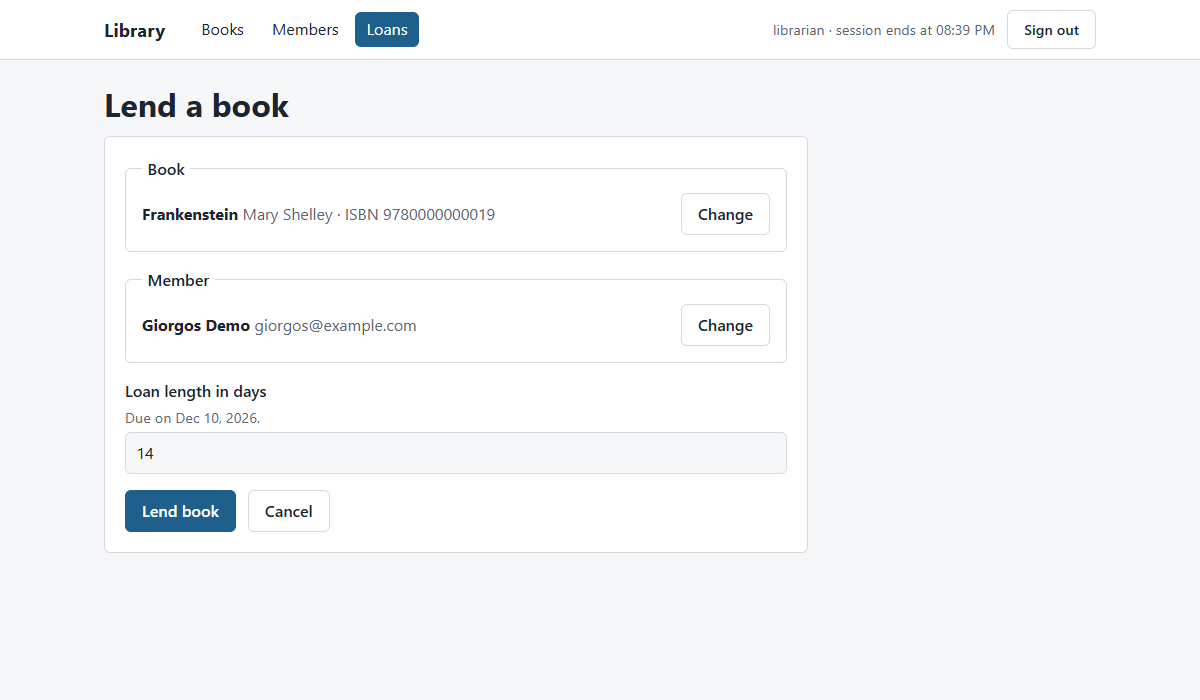 Library Books Members Loans librarian · session ends at 08:39 PM Sign out
Lend a book
Book
Frankenstein Mary Shelley · ISBN 9780000000019 Change
Member
Giorgos Demo giorgos@example.com Change
Loan length in days
Due on Dec 10, 2026.
14
Lend book Cancel